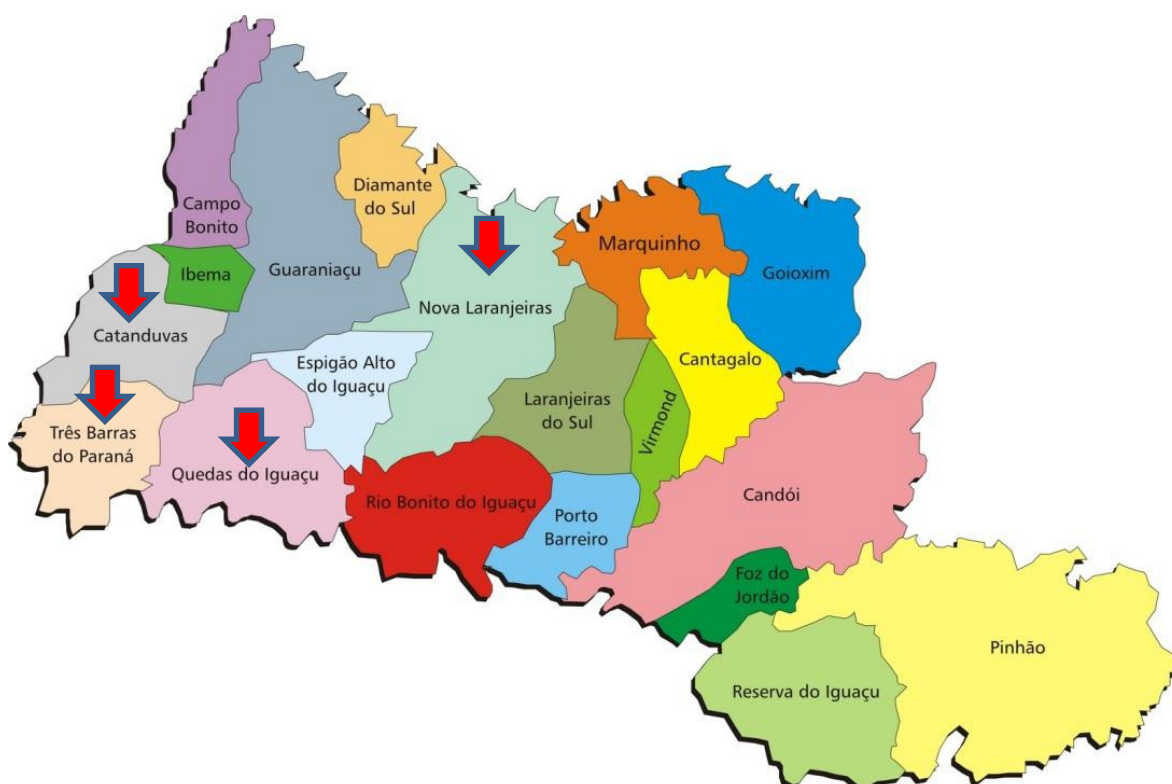 Campo
Bonito
Diamante
do Sul
Marquinho
Goioxim
Ibema
Guaraniaçu
Nova Laranjeiras
Catanduvas
Espigão Alto
do Iguaçu
Cantagalo
Laranjeiras
do Sul
Virmond
Três Barras
do Paraná
Quedas do Iguaçu
Rio Bonito do Iguaçu
Candói
Porto
Barreiro
Foz do
Jordão
Pinhão
Reserva do Iguaçu